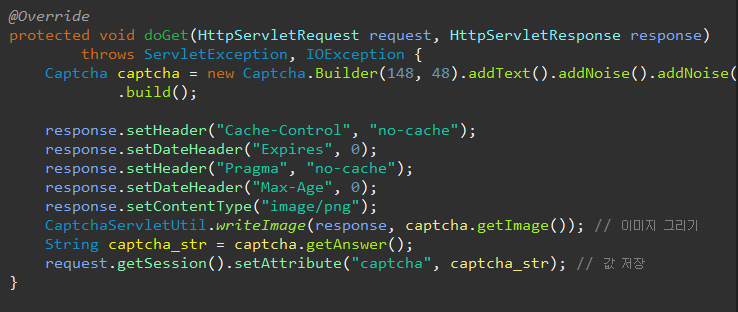 @Override
protected void doGet(HttpServletRequest request, HttpServletResponse response)
throws ServletException, IOException {
Captcha captcha = new Captcha.Builder(148, 48).addText().addNoise().addNoise(
.build();
response.setHeader("Cache-Control", "no-cache");
response.setDateHeader("Expires", 0);
response.setHeader("Pragma", "no-cache");
response.setDateHeader("Max-Age", 0);
response.setContentType("image/png");
CaptchaServletUtil.writeImage(response, captcha.getImage()); // 이미지 그리기
String captcha_str = captcha.getAnswer();
request.getSession().setAttribute("captcha", captcha_str); // 값 저장
}